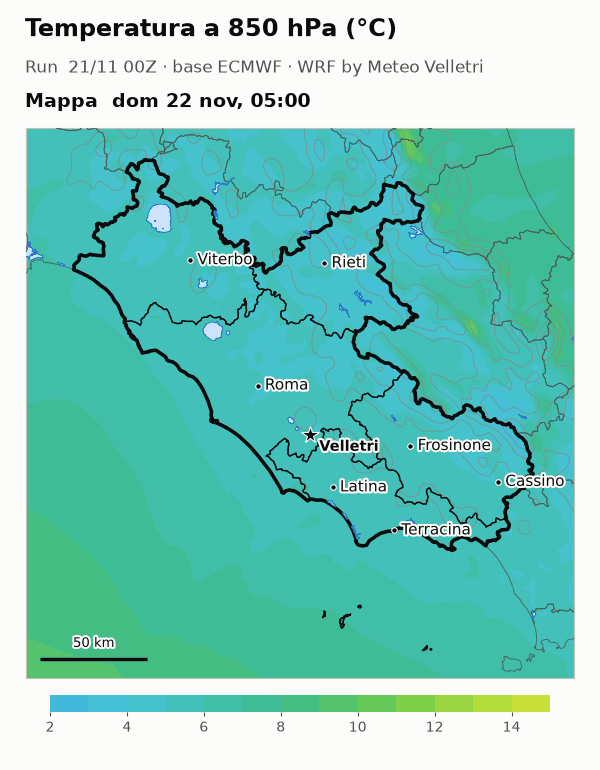 Temperatura a 850 hPa (°C)
Run  21/11 00Z · base ECMWF · WRF by Meteo Velletri
Mappa  dom 22 nov, 05:00
Viterbo
Rieti
Roma
Velletri
Frosinone
Cassino
Latina
Terracina
50 km
2 4 6 8 10 12 14